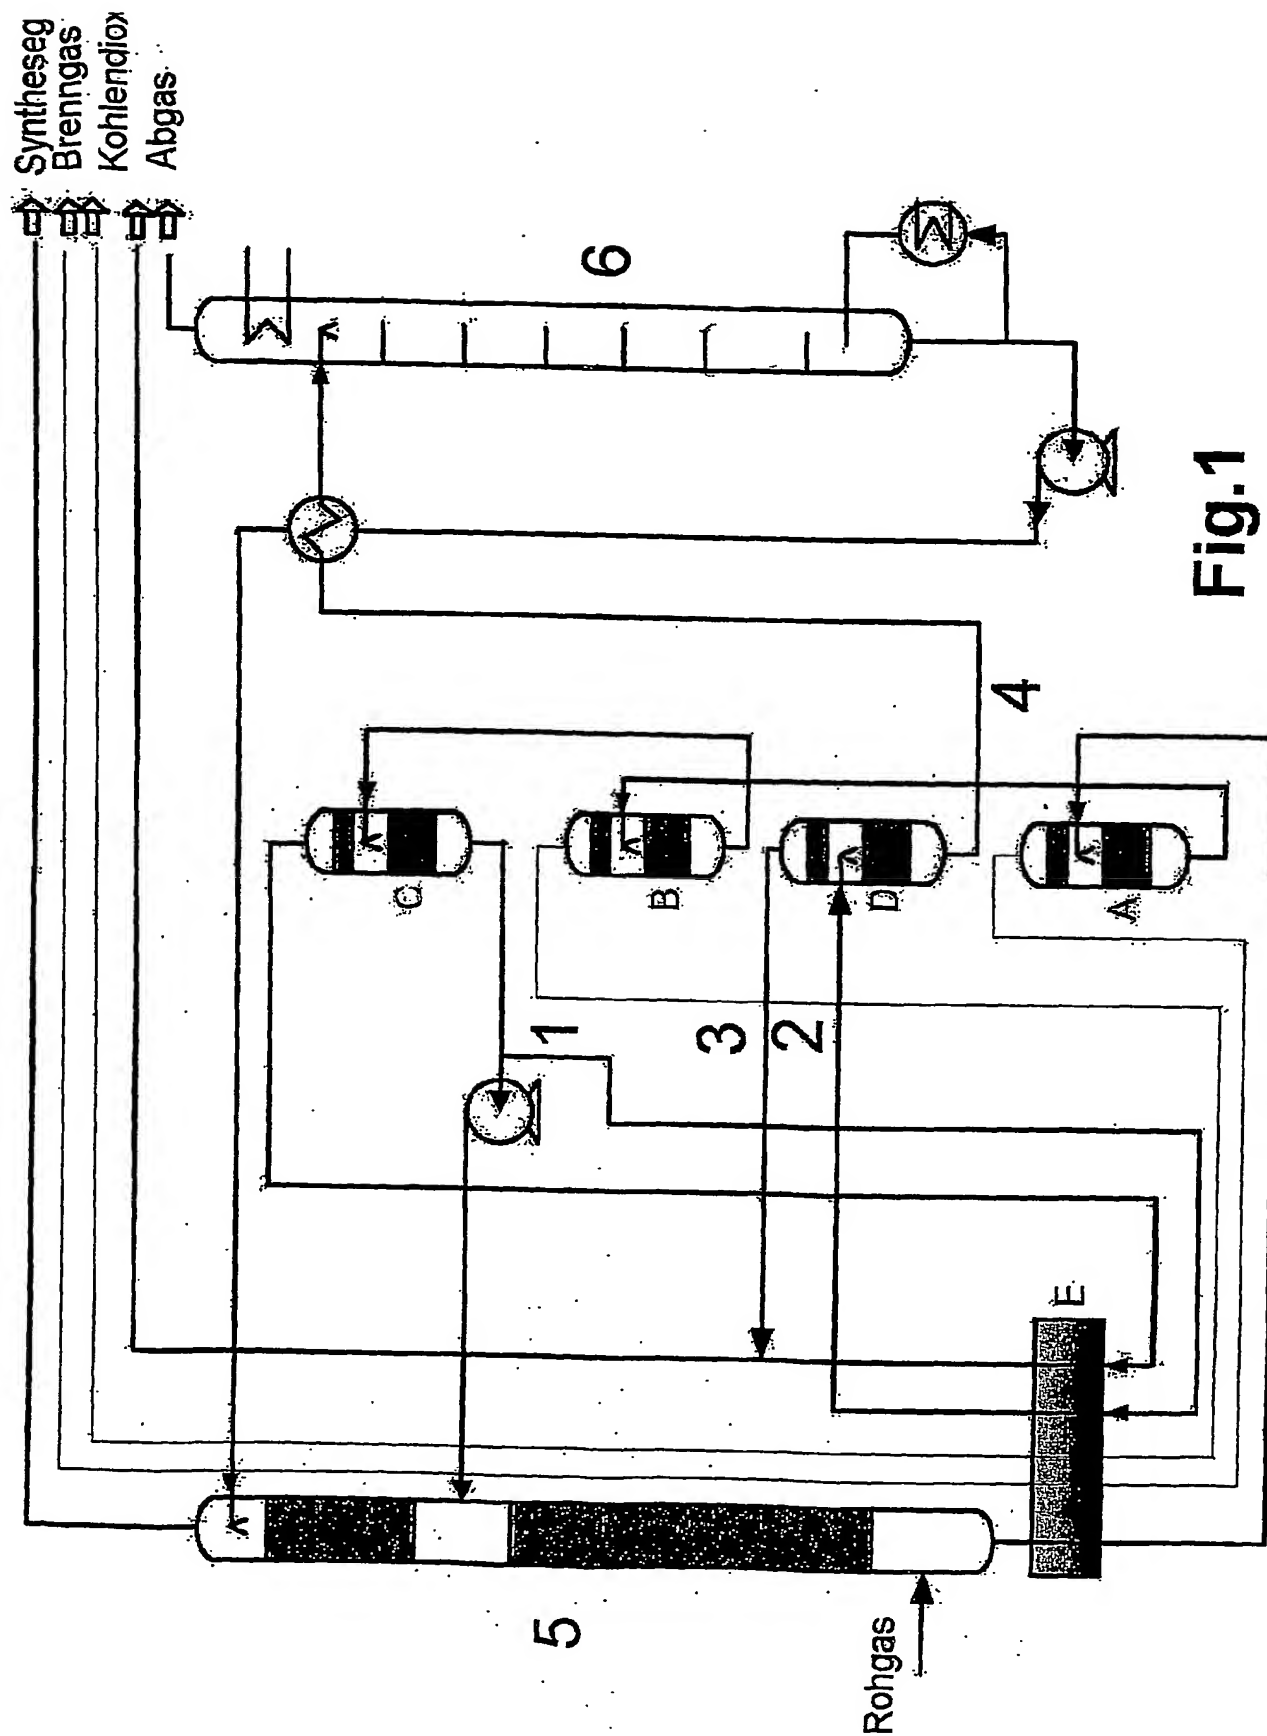 Syntheseg
Brenngas
Kohlendiox
Abgas
6
C
B
D
A
4
1
3
2
E
5
Rohgas
Fig.1